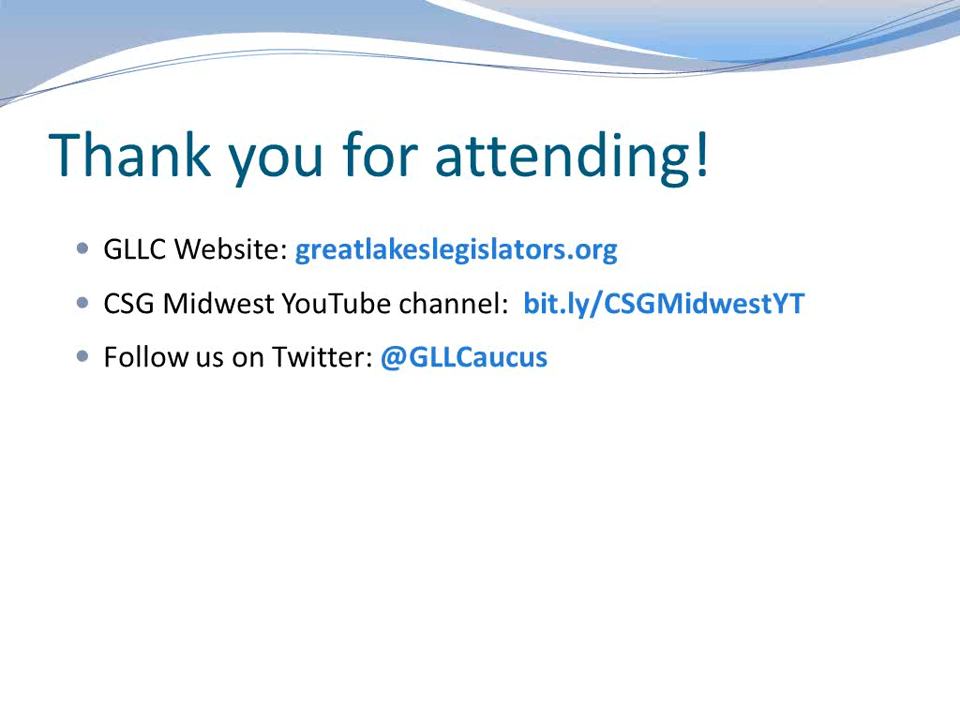 Thank you for attending!
GLLC Website: greatlakeslegislators.org
CSG Midwest YouTube channel: bit.ly/CSGMidwestYT
Follow us on Twitter: @GLLCaucus